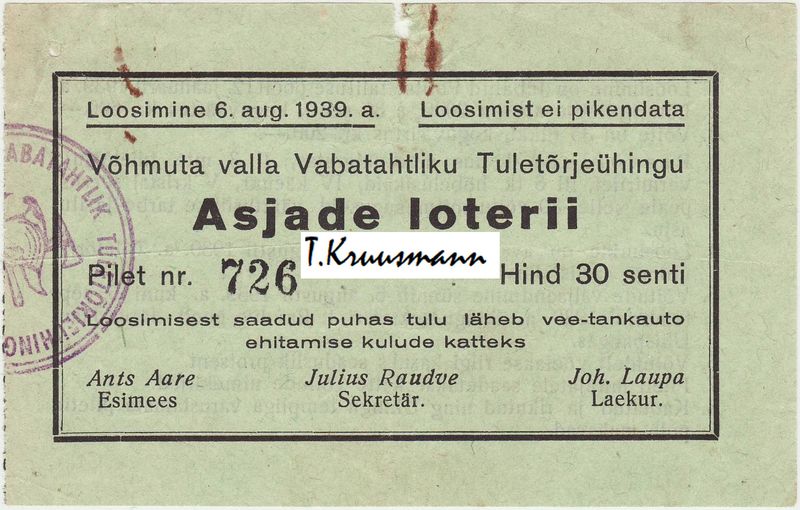 Loosimine 6. aug. 1939. a. Loosimist ei pikendata
Võhmuta valla Vabatahtliku Tuletõrjeühingu
Asjade loterii
T.Kruusmann
Pilet nr. 726 Hind 30 senti
Loosimisest saadud puhas tulu läheb vee-tankauto
ehitamise kulude katteks
Ants Aare Julius Raudve Joh. Laupa
Esimees Sekretär. Laekur.